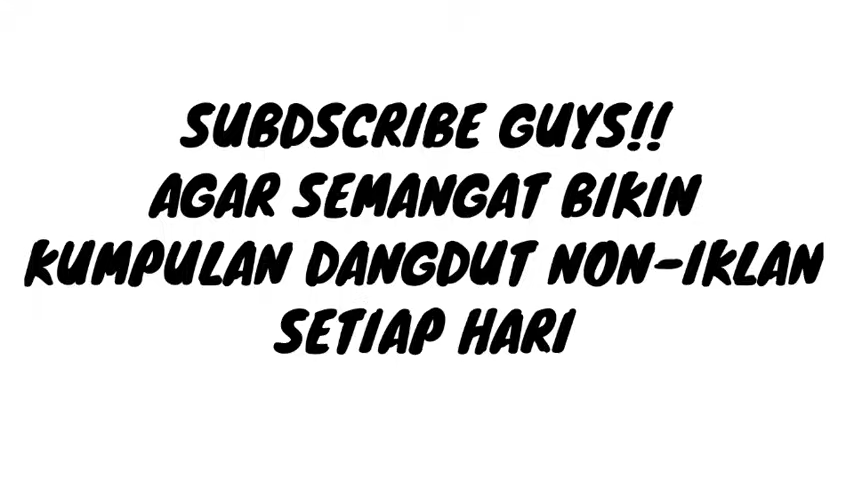 SUBDSCRIBE GUYS!!
AGAR SEMANGAT BIKIN
KUMPULAN DANGDUT NON-IKLAN
SETIAP HARI